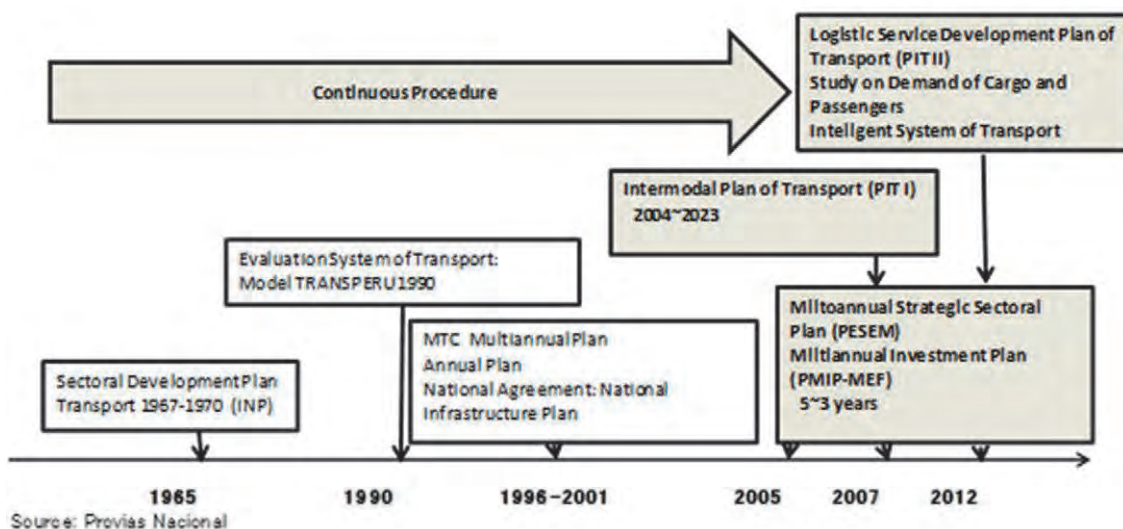 Logistic Service Development Plan of
Transport (PITII)
Study on Demand of Cargo and
Passengers
Intellgent System of Transport
Continuous Procedure
Intermodal Plan of Transport (PIT I)
2004~2023
Evaluation System of Transport:
Model TRANSPERU 1990
Miltoannual Strategic Sectoral
Plan (PESEM)
Miltiannual Investment Plan
(PMIP-MEF)
5~3 years
MTC Multiannual Plan
Annual Plan
National Agreement: National
Infrastructure Plan
Sectoral Development Plan
Transport 1967-1970 (INP)
1965 1990 1996-2001 2005 2007 2012
Source: Provias Nacional